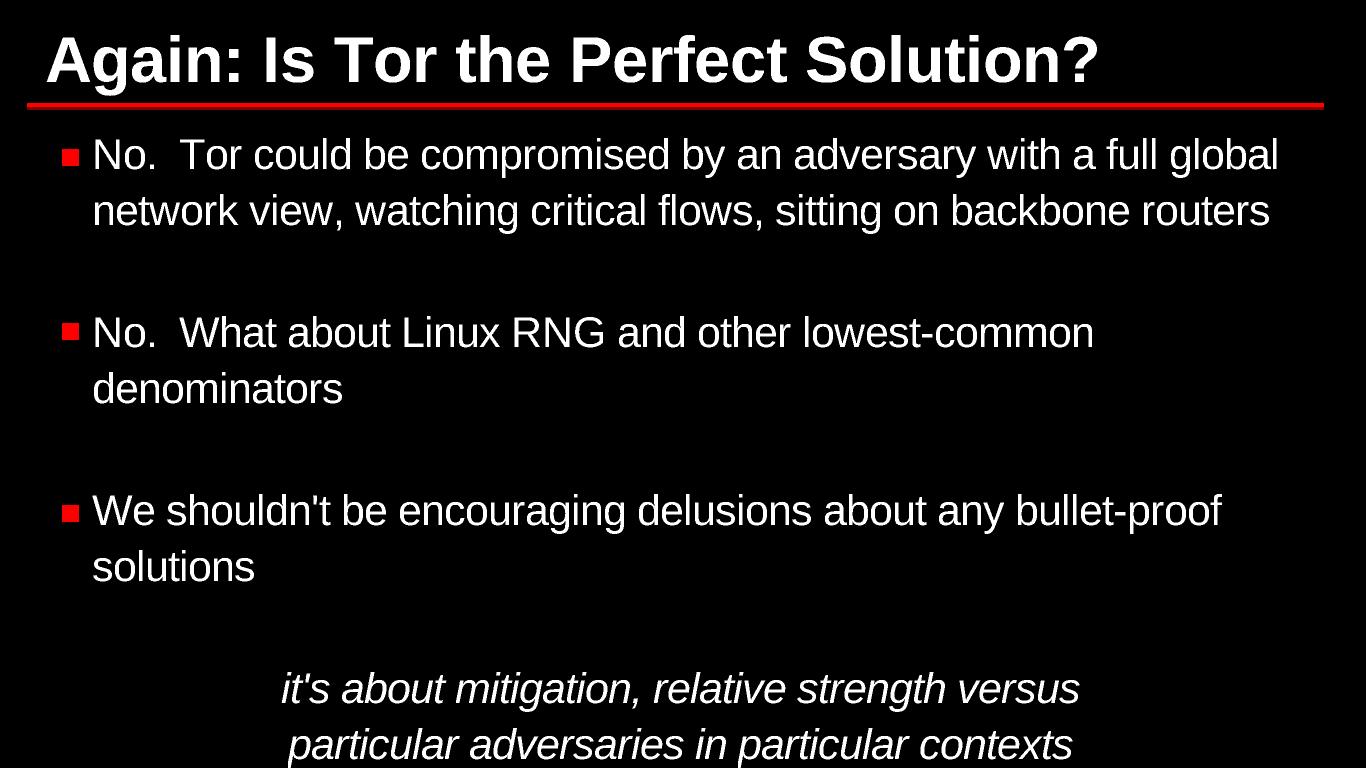 Again: Is Tor the Perfect Solution?
No.  Tor could be compromised by an adversary with a full global
network view, watching critical flows, sitting on backbone routers
No.  What about Linux RNG and other lowest-common
denominators
We shouldn't be encouraging delusions about any bullet-proof
solutions
it's about mitigation, relative strength versus
particular adversaries in particular contexts